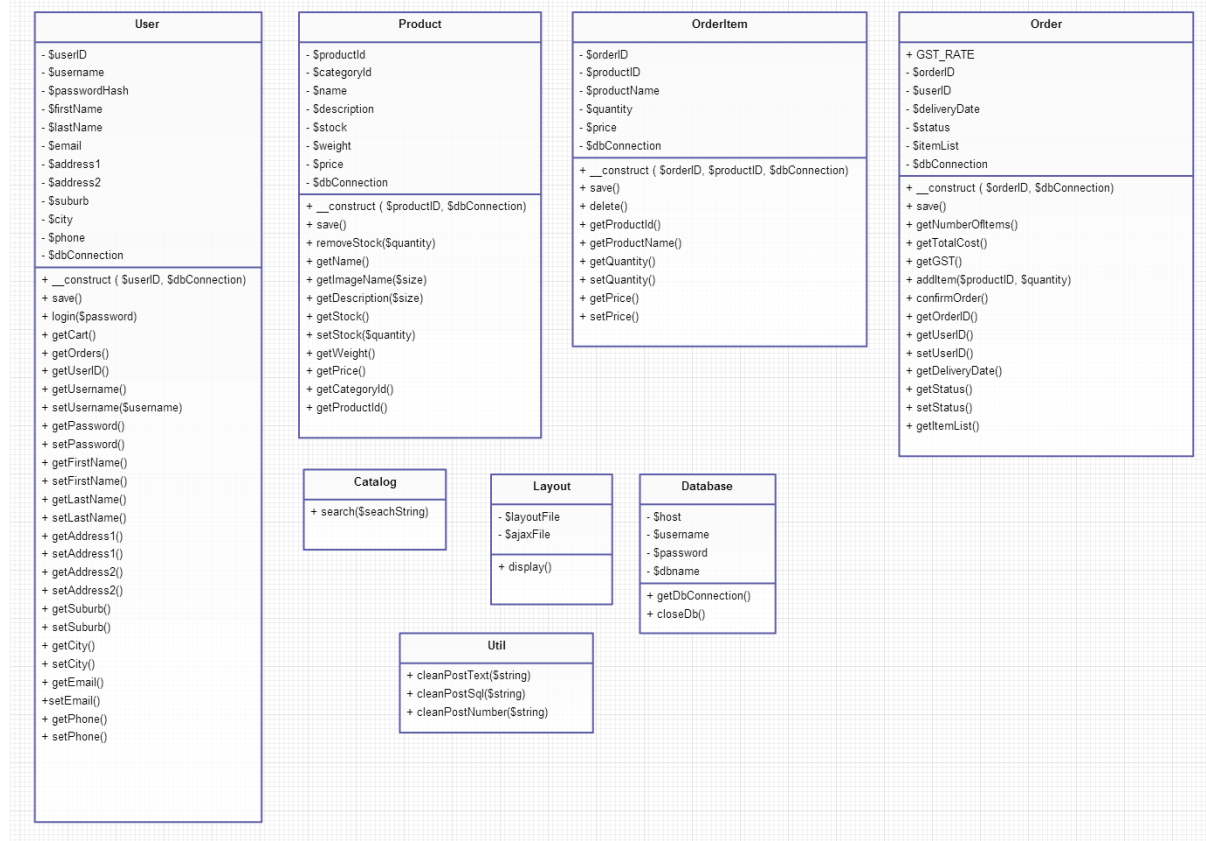 User
- $userID
- $username
- $passwordHash
- $firstName
- $lastName
- $email
- $address1
- $address2
- $suburb
- $city
- $phone
- $dbConnection
+ __construct ( $userID, $dbConnection)
+ save()
+ login($password)
+ getCart()
+ getOrders()
+ getUserID()
+ getUsername()
+ setUsername($username)
+ getPassword()
+ setPassword()
+ getFirstName()
+ setFirstName()
+ getLastName()
+ setLastName()
+ getAddress1()
+ setAddress1()
+ getAddress2()
+ setAddress2()
+ getSuburb()
+ setSuburb()
+ getCity()
+ setCity()
+ getEmail()
+setEmail()
+ getPhone()
+ setPhone()
Product
- $productId
- $categoryId
- $name
- $description
- $stock
- $weight
- $price
- $dbConnection
+ __construct ( $productID, $dbConnection)
+ save()
+ removeStock($quantity)
+ getName()
+ getImageName($size)
+ getDescription($size)
+ getStock()
+ setStock($quantity)
+ getWeight()
+ getPrice()
+ getCategoryId()
+ getProductId()
OrderItem
- $orderID
- $productID
- $productName
- $quantity
- $price
- $dbConnection
+ __construct ( $orderID, $productID, $dbConnection)
+ save()
+ delete()
+ getProductId()
+ getProductName()
+ getQuantity()
+ setQuantity()
+ getPrice()
+ setPrice()
Order
+ GST_RATE
- $orderID
- $userID
- $deliveryDate
- $status
- $itemList
- $dbConnection
+ __construct ( $orderID, $dbConnection)
+ save()
+ getNumberOfItems()
+ getTotalCost()
+ getGST()
+ addItem($productID, $quantity)
+ confirmOrder()
+ getOrderID()
+ getUserID()
+ setUserID()
+ getDeliveryDate()
+ getStatus()
+ setStatus()
+ getItemList()
Catalog
+ search($seachString)
Layout
- $layoutFile
- $ajaxFile
+ display()
Database
- $host
- $username
- $password
- $dbname
+ getDbConnection()
+ closeDb()
Util
+ cleanPostText($string)
+ cleanPostSql($string)
+ cleanPostNumber($string)